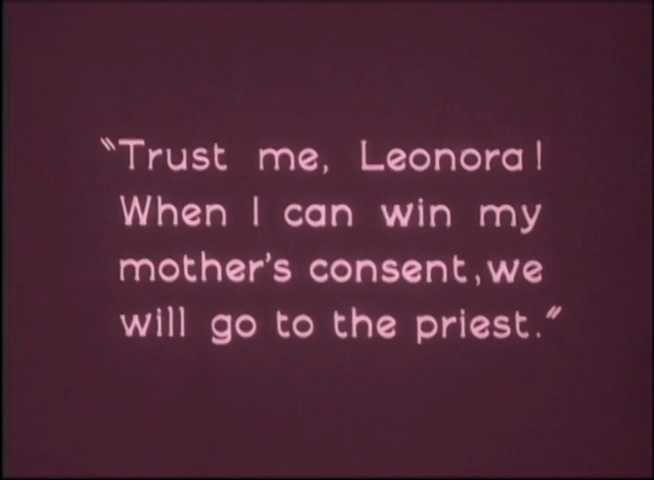 "Trust me, Leonora!
When I can win my
mother's consent, we
will go to the priest."